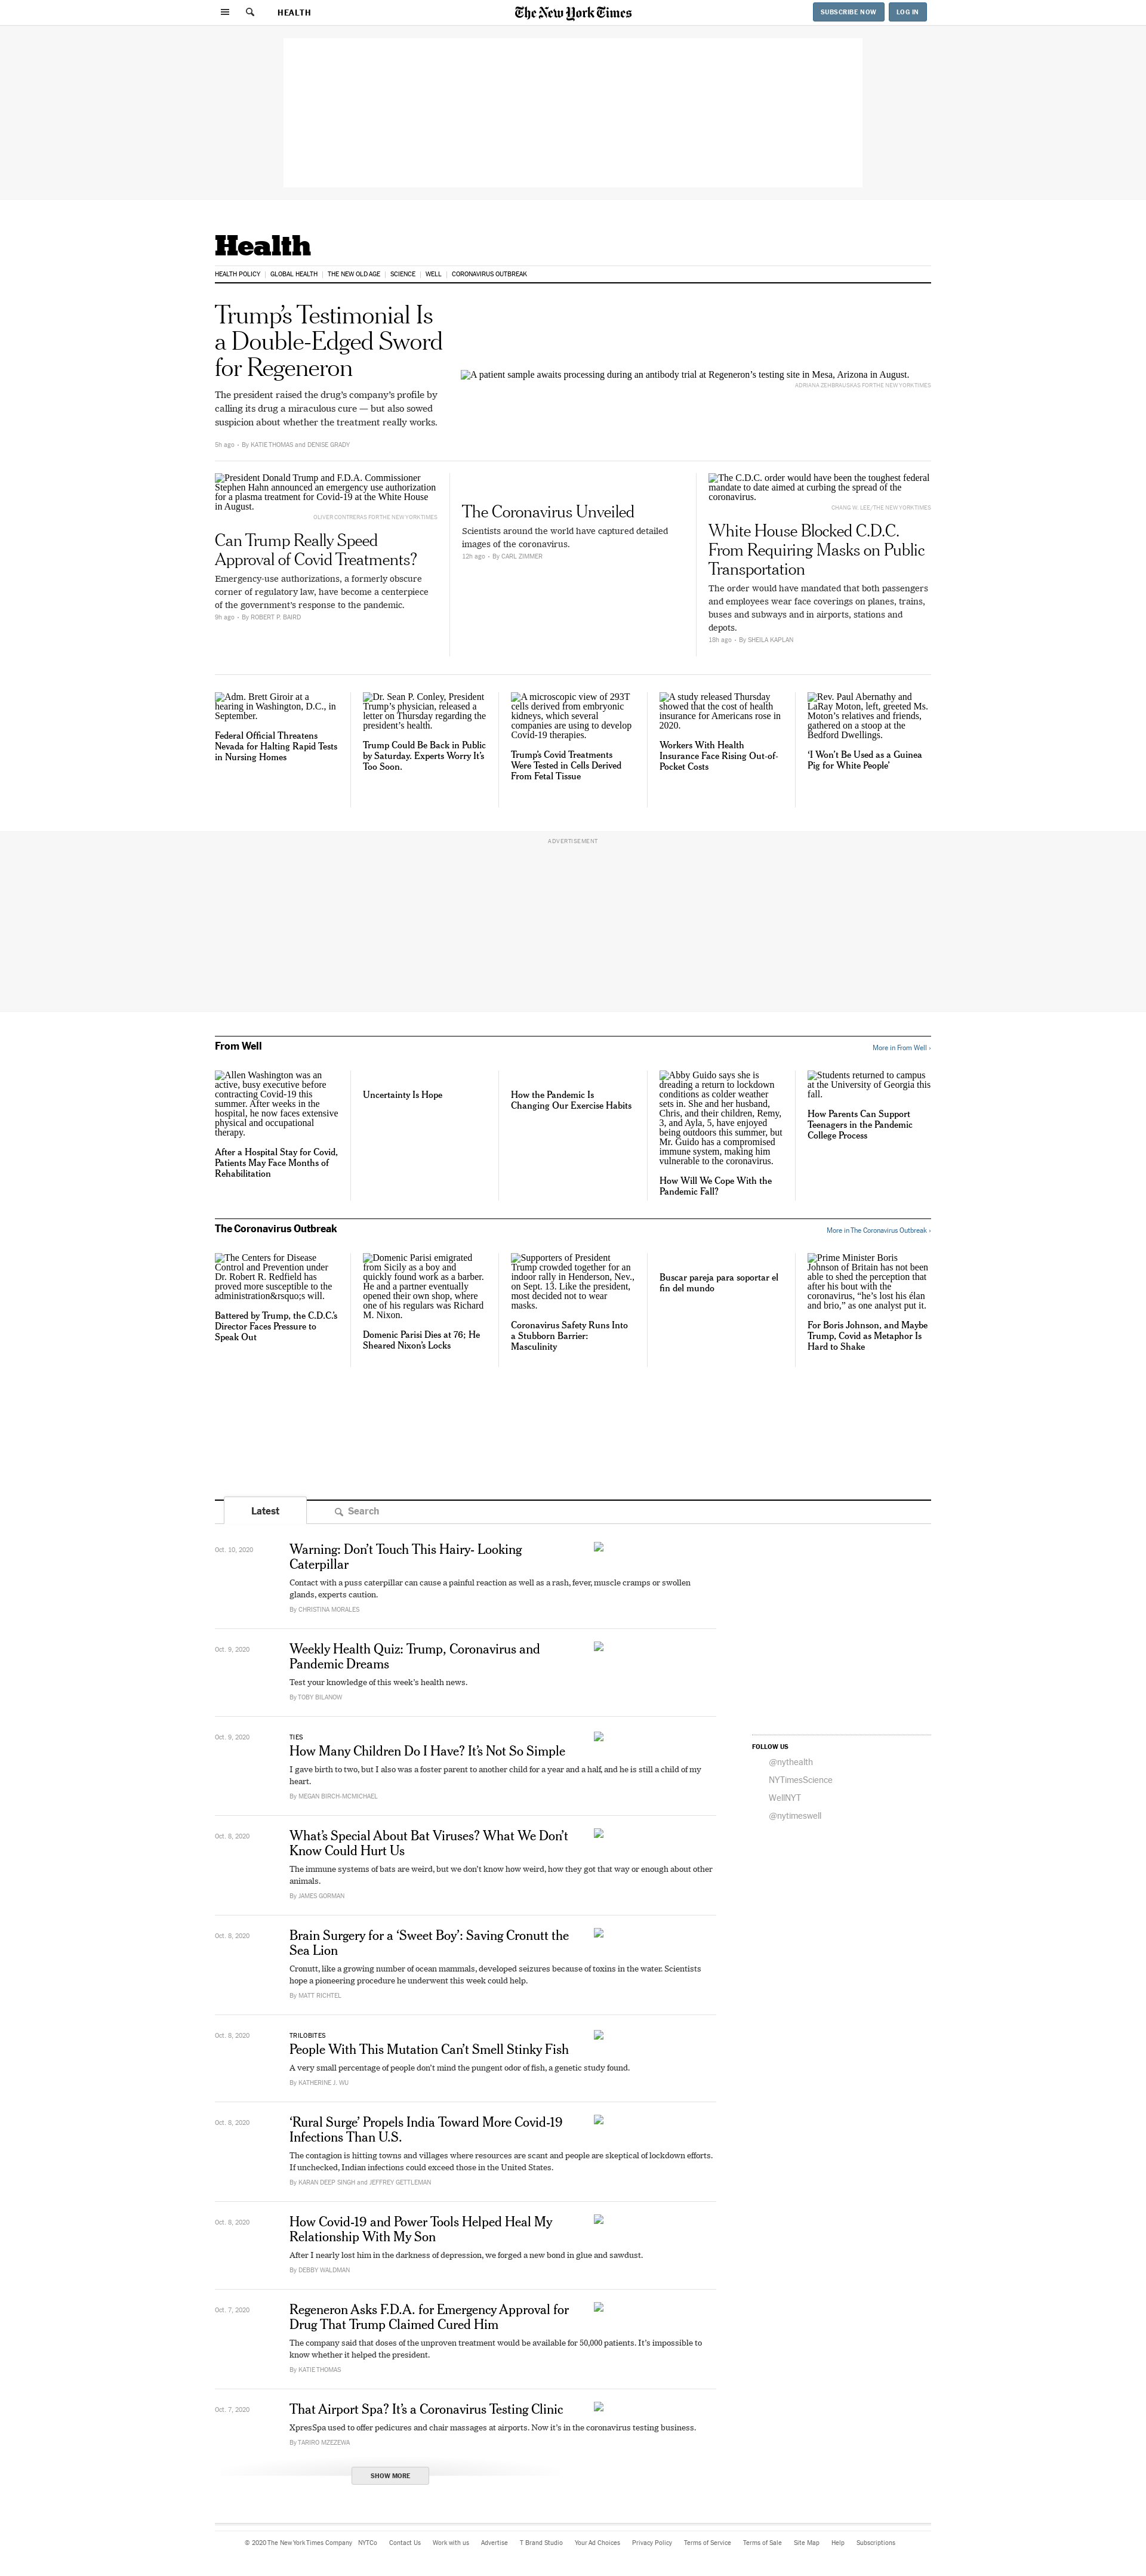 HEALTH
The New York Times
SUBSCRIBE NOW
LOG IN
Health
HEALTH POLICY | GLOBAL HEALTH | THE NEW OLD AGE | SCIENCE | WELL | CORONAVIRUS OUTBREAK
Trump’s Testimonial Is
a Double-Edged Sword
for Regeneron
The president raised the drug’s company’s profile by
calling its drug a miraculous cure — but also sowed
suspicion about whether the treatment really works.
5h ago • By KATIE THOMAS and DENISE GRADY
A patient sample awaits processing during an antibody trial at Regeneron’s testing site in Mesa, Arizona in August.
ADRIANA ZEHBRAUSKAS FOR THE NEW YORK TIMES
President Donald Trump and F.D.A. Commissioner
Stephen Hahn announced an emergency use authorization
for a plasma treatment for Covid-19 at the White House
in August.
OLIVER CONTRERAS FOR THE NEW YORK TIMES
Can Trump Really Speed
Approval of Covid Treatments?
Emergency-use authorizations, a formerly obscure
corner of regulatory law, have become a centerpiece
of the government’s response to the pandemic.
9h ago • By ROBERT P. BAIRD
The Coronavirus Unveiled
Scientists around the world have captured detailed
images of the coronavirus.
12h ago • By CARL ZIMMER
The C.D.C. order would have been the toughest federal
mandate to date aimed at curbing the spread of the
coronavirus.
CHANG W. LEE/THE NEW YORK TIMES
White House Blocked C.D.C.
From Requiring Masks on Public
Transportation
The order would have mandated that both passengers
and employees wear face coverings on planes, trains,
buses and subways and in airports, stations and
depots.
18h ago • By SHEILA KAPLAN
Adm. Brett Giroir at a
hearing in Washington, D.C., in
September.
Federal Official Threatens
Nevada for Halting Rapid Tests
in Nursing Homes
Dr. Sean P. Conley, President
Trump’s physician, released a
letter on Thursday regarding the
president’s health.
Trump Could Be Back in Public
by Saturday. Experts Worry It’s
Too Soon.
A microscopic view of 293T
cells derived from embryonic
kidneys, which several
companies are using to develop
Covid-19 therapies.
Trump’s Covid Treatments
Were Tested in Cells Derived
From Fetal Tissue
A study released Thursday
showed that the cost of health
insurance for Americans rose in
2020.
Workers With Health
Insurance Face Rising Out-of-
Pocket Costs
Rev. Paul Abernathy and
LaRay Moton, left, greeted Ms.
Moton’s relatives and friends,
gathered on a stoop at the
Bedford Dwellings.
‘I Won’t Be Used as a Guinea
Pig for White People’
ADVERTISEMENT
From Well
More in From Well ›
Allen Washington was an
active, busy executive before
contracting Covid-19 this
summer. After weeks in the
hospital, he now faces extensive
physical and occupational
therapy.
After a Hospital Stay for Covid,
Patients May Face Months of
Rehabilitation
Uncertainty Is Hope
How the Pandemic Is
Changing Our Exercise Habits
Abby Guido says she is
dreading a return to lockdown
conditions as colder weather
sets in. She and her husband,
Chris, and their children, Remy,
3, and Ayla, 5, have enjoyed
being outdoors this summer, but
Mr. Guido has a compromised
immune system, making him
vulnerable to the coronavirus.
How Will We Cope With the
Pandemic Fall?
Students returned to campus
at the University of Georgia this
fall.
How Parents Can Support
Teenagers in the Pandemic
College Process
The Coronavirus Outbreak
More in The Coronavirus Outbreak ›
The Centers for Disease
Control and Prevention under
Dr. Robert R. Redfield has
proved more susceptible to the
administration&rsquo;s will.
Battered by Trump, the C.D.C.’s
Director Faces Pressure to
Speak Out
Domenic Parisi emigrated
from Sicily as a boy and
quickly found work as a barber.
He and a partner eventually
opened their own shop, where
one of his regulars was Richard
M. Nixon.
Domenic Parisi Dies at 76; He
Sheared Nixon’s Locks
Supporters of President
Trump crowded together for an
indoor rally in Henderson, Nev.,
on Sept. 13. Like the president,
most decided not to wear
masks.
Coronavirus Safety Runs Into
a Stubborn Barrier:
Masculinity
Buscar pareja para soportar el
fin del mundo
Prime Minister Boris
Johnson of Britain has not been
able to shed the perception that
after his bout with the
coronavirus, “he’s lost his élan
and brio,” as one analyst put it.
For Boris Johnson, and Maybe
Trump, Covid as Metaphor Is
Hard to Shake
Latest
Search
Oct. 10, 2020
Warning: Don’t Touch This Hairy- Looking
Caterpillar
Contact with a puss caterpillar can cause a painful reaction as well as a rash, fever, muscle cramps or swollen
glands, experts caution.
By CHRISTINA MORALES
Oct. 9, 2020
Weekly Health Quiz: Trump, Coronavirus and
Pandemic Dreams
Test your knowledge of this week’s health news.
By TOBY BILANOW
Oct. 9, 2020
TIES
How Many Children Do I Have? It’s Not So Simple
I gave birth to two, but I also was a foster parent to another child for a year and a half, and he is still a child of my
heart.
By MEGAN BIRCH-MCMICHAEL
FOLLOW US
@nythealth
NYTimesScience
WellNYT
@nytimeswell
Oct. 8, 2020
What’s Special About Bat Viruses? What We Don’t
Know Could Hurt Us
The immune systems of bats are weird, but we don’t know how weird, how they got that way or enough about other
animals.
By JAMES GORMAN
Oct. 8, 2020
Brain Surgery for a ‘Sweet Boy’: Saving Cronutt the
Sea Lion
Cronutt, like a growing number of ocean mammals, developed seizures because of toxins in the water. Scientists
hope a pioneering procedure he underwent this week could help.
By MATT RICHTEL
Oct. 8, 2020
TRILOBITES
People With This Mutation Can’t Smell Stinky Fish
A very small percentage of people don’t mind the pungent odor of fish, a genetic study found.
By KATHERINE J. WU
Oct. 8, 2020
‘Rural Surge’ Propels India Toward More Covid-19
Infections Than U.S.
The contagion is hitting towns and villages where resources are scant and people are skeptical of lockdown efforts.
If unchecked, Indian infections could exceed those in the United States.
By KARAN DEEP SINGH and JEFFREY GETTLEMAN
Oct. 8, 2020
How Covid-19 and Power Tools Helped Heal My
Relationship With My Son
After I nearly lost him in the darkness of depression, we forged a new bond in glue and sawdust.
By DEBBY WALDMAN
Oct. 7, 2020
Regeneron Asks F.D.A. for Emergency Approval for
Drug That Trump Claimed Cured Him
The company said that doses of the unproven treatment would be available for 50,000 patients. It’s impossible to
know whether it helped the president.
By KATIE THOMAS
Oct. 7, 2020
That Airport Spa? It’s a Coronavirus Testing Clinic
XpresSpa used to offer pedicures and chair massages at airports. Now it’s in the coronavirus testing business.
By TARIRO MZEZEWA
SHOW MORE
© 2020 The New York Times Company NYTCo Contact Us Work with us Advertise T Brand Studio Your Ad Choices Privacy Policy Terms of Service Terms of Sale Site Map Help Subscriptions